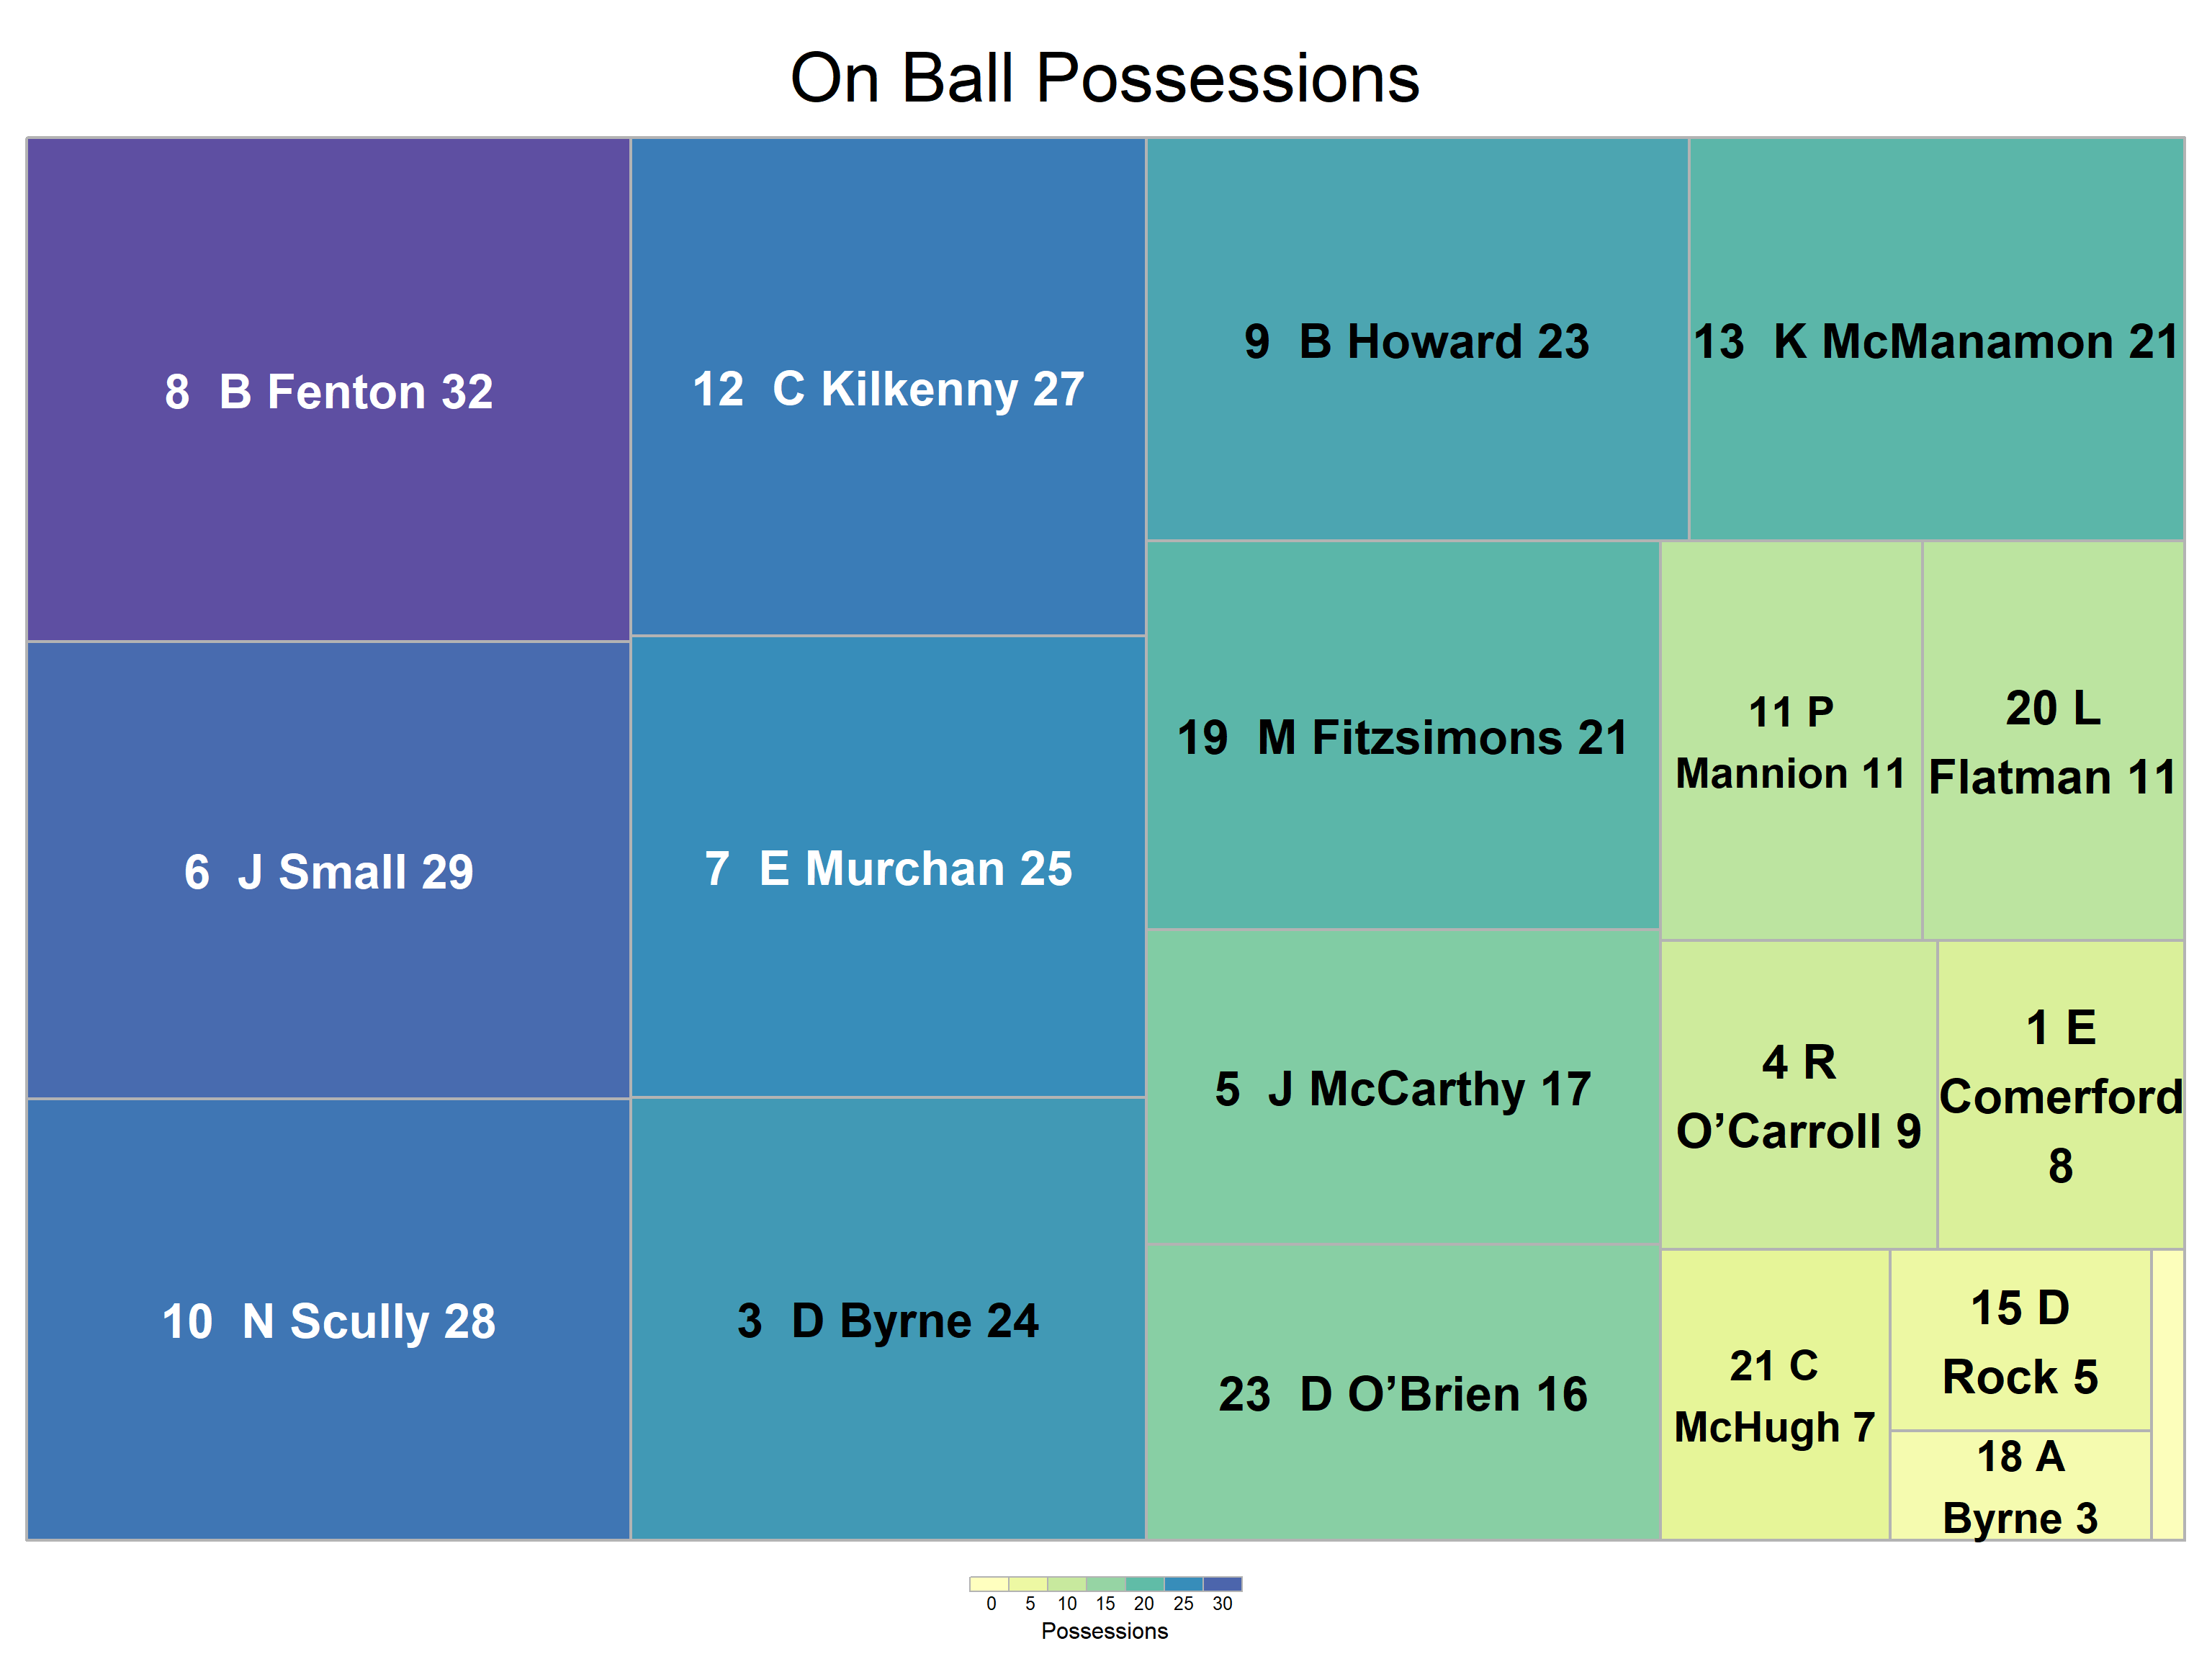 On Ball Possessions
8 B Fenton 32
6 J Small 29
10 N Scully 28
12 C Kilkenny 27
7 E Murchan 25
3 D Byrne 24
9 B Howard 23
13 K McManamon 21
19 M Fitzsimons 21
5 J McCarthy 17
23 D O’Brien 16
11 P
Mannion 11
20 L
Flatman 11
4 R
O’Carroll 9
1 E
Comerford
8
21 C
McHugh 7
15 D
Rock 5
18 A
Byrne 3
0 5 10 15 20 25 30
Possessions